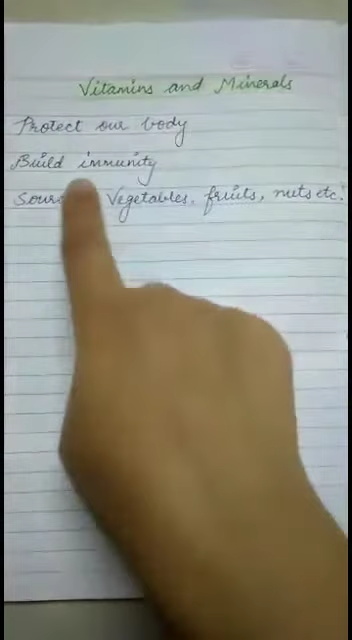 Vitamins and Minerals
Protect our body
Build immunity
Vegetables, fruits, nuts etc.